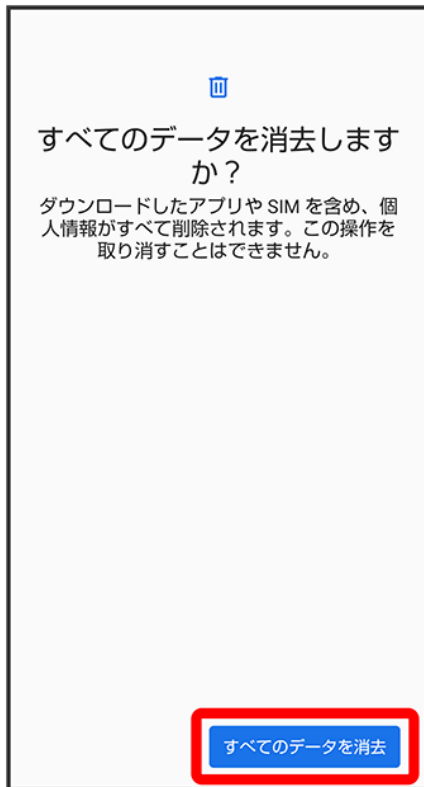 すべてのデータを消去します
か？
ダウンロードしたアプリや SIM を含め、個
人情報がすべて削除されます。この操作を
取り消すことはできません。
すべてのデータを消去